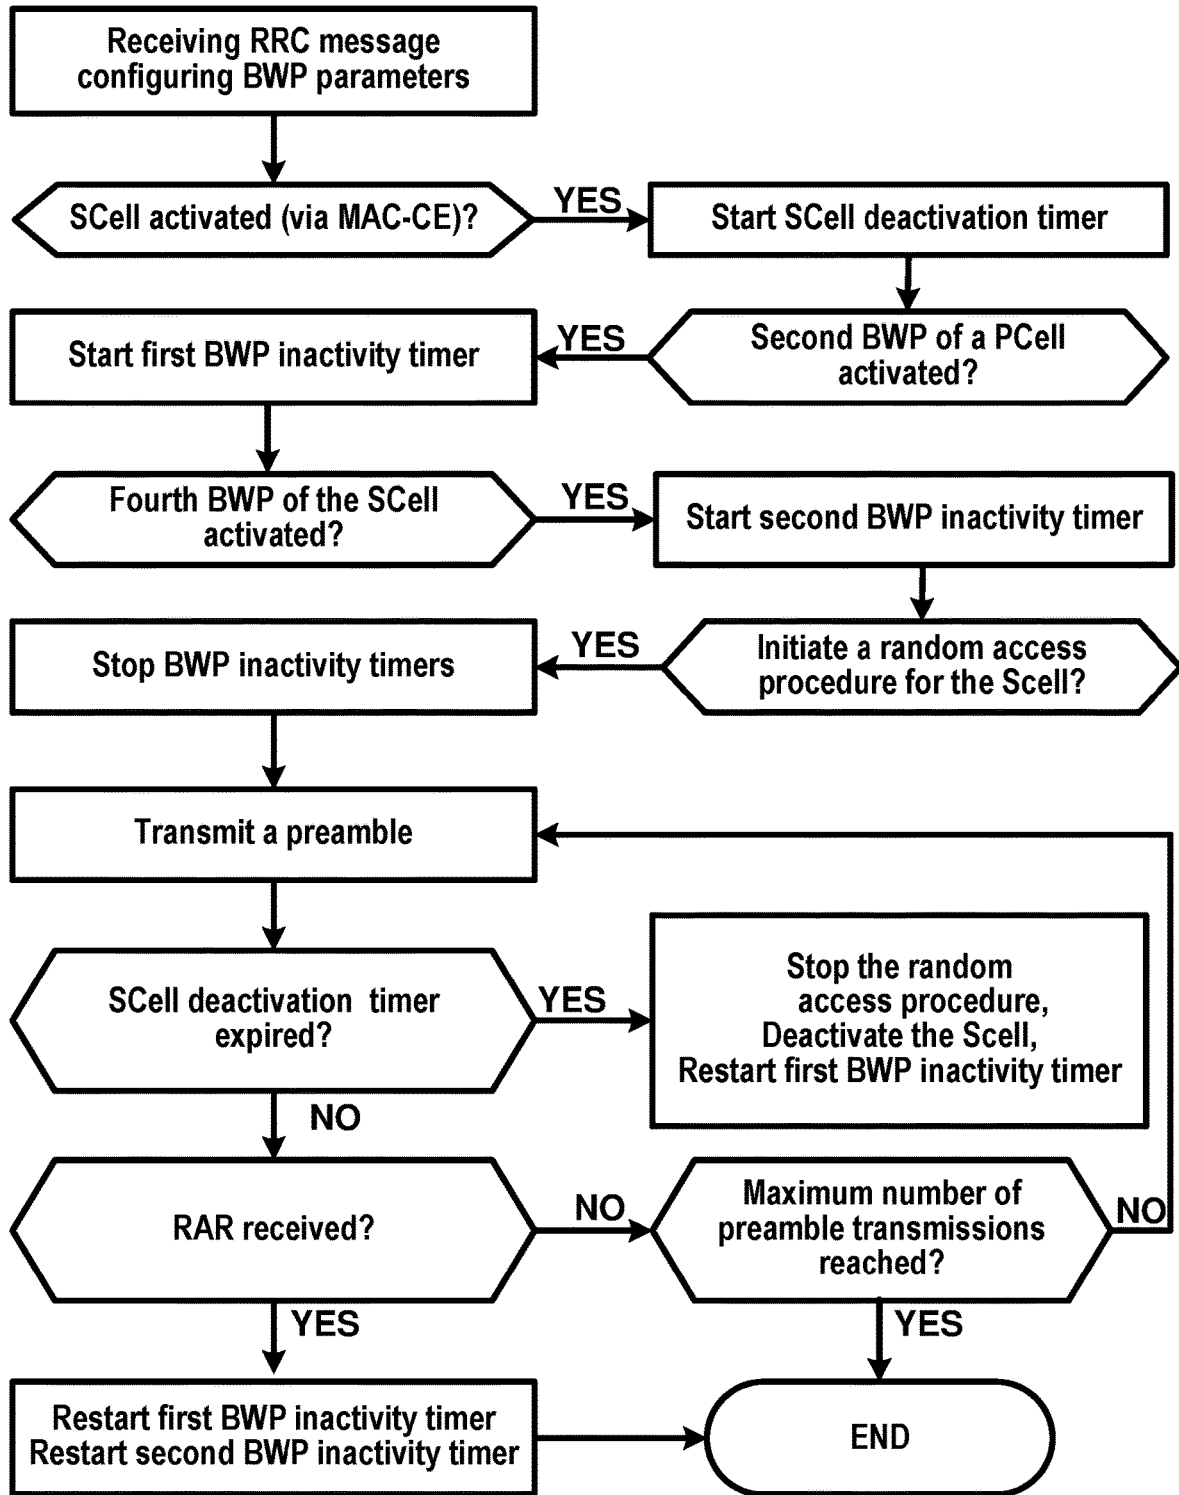 Receiving RRC message
configuring BWP parameters
SCell activated (via MAC-CE)?
YES
Start SCell deactivation timer
Second BWP of a PCell
activated?
YES
Start first BWP inactivity timer
Fourth BWP of the SCell
activated?
YES
Start second BWP inactivity timer
Initiate a random access
procedure for the Scell?
YES
Stop BWP inactivity timers
Transmit a preamble
SCell deactivation timer
expired?
YES
Stop the random
access procedure,
Deactivate the Scell,
Restart first BWP inactivity timer
NO
RAR received?
NO
Maximum number of
preamble transmissions
reached?
NO
YES
YES
Restart first BWP inactivity timer
Restart second BWP inactivity timer
END